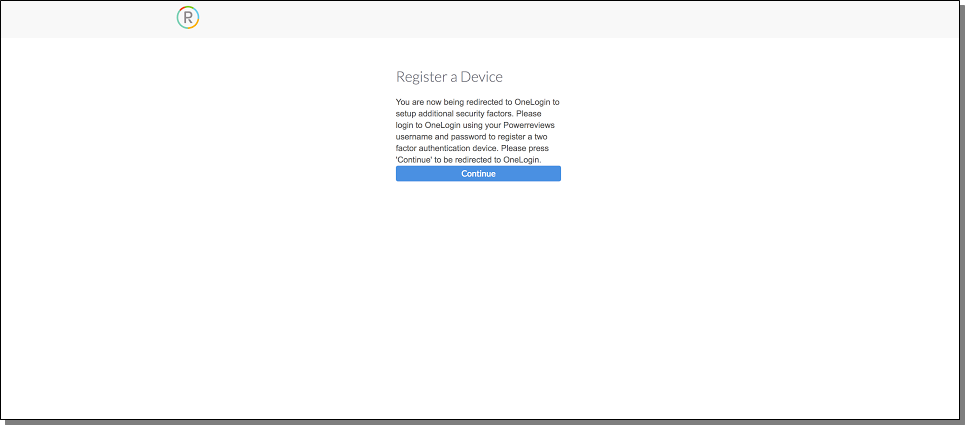 R
Register a Device
You are now being redirected to OneLogin to
setup additional security factors. Please
login to OneLogin using your Powerreviews
username and password to register a two
factor authentication device. Please press
'Continue' to be redirected to OneLogin.
Continue